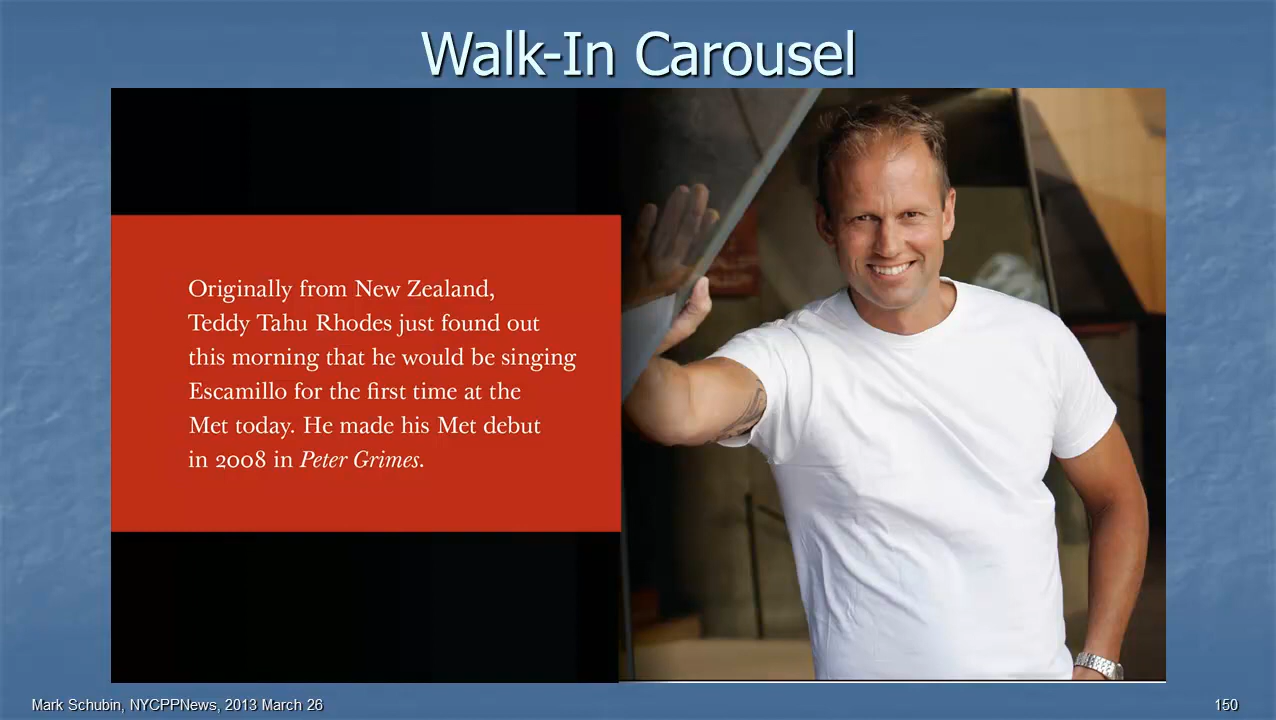 Walk-In Carousel
Originally from New Zealand,
Teddy Tahu Rhodes just found out
this morning that he would be singing
Escamillo for the first time at the
Met today. He made his Met debut
in 2008 in Peter Grimes.
Mark Schubin, NYCPPNews, 2013 March 26
150